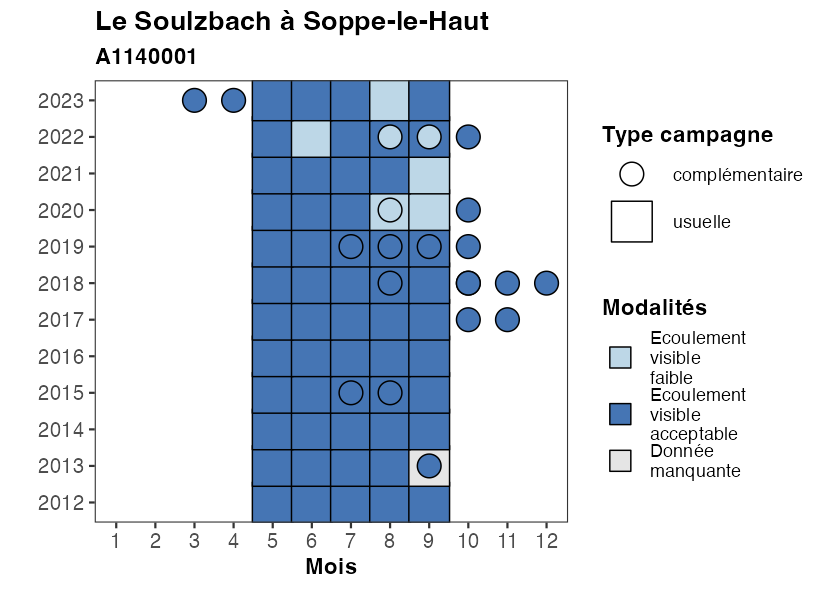 Le Soulzbach à Soppe-le-Haut
A1140001
2023
2022
2021
2020
2019
2018
2017
2016
2015
2014
2013
2012
1 2 3 4 5 6 7 8 9 10 11 12
Mois
Type campagne
complémentaire
usuelle
Modalités
Ecoulement
visible
faible
Ecoulement
visible
acceptable
Donnée
manquante